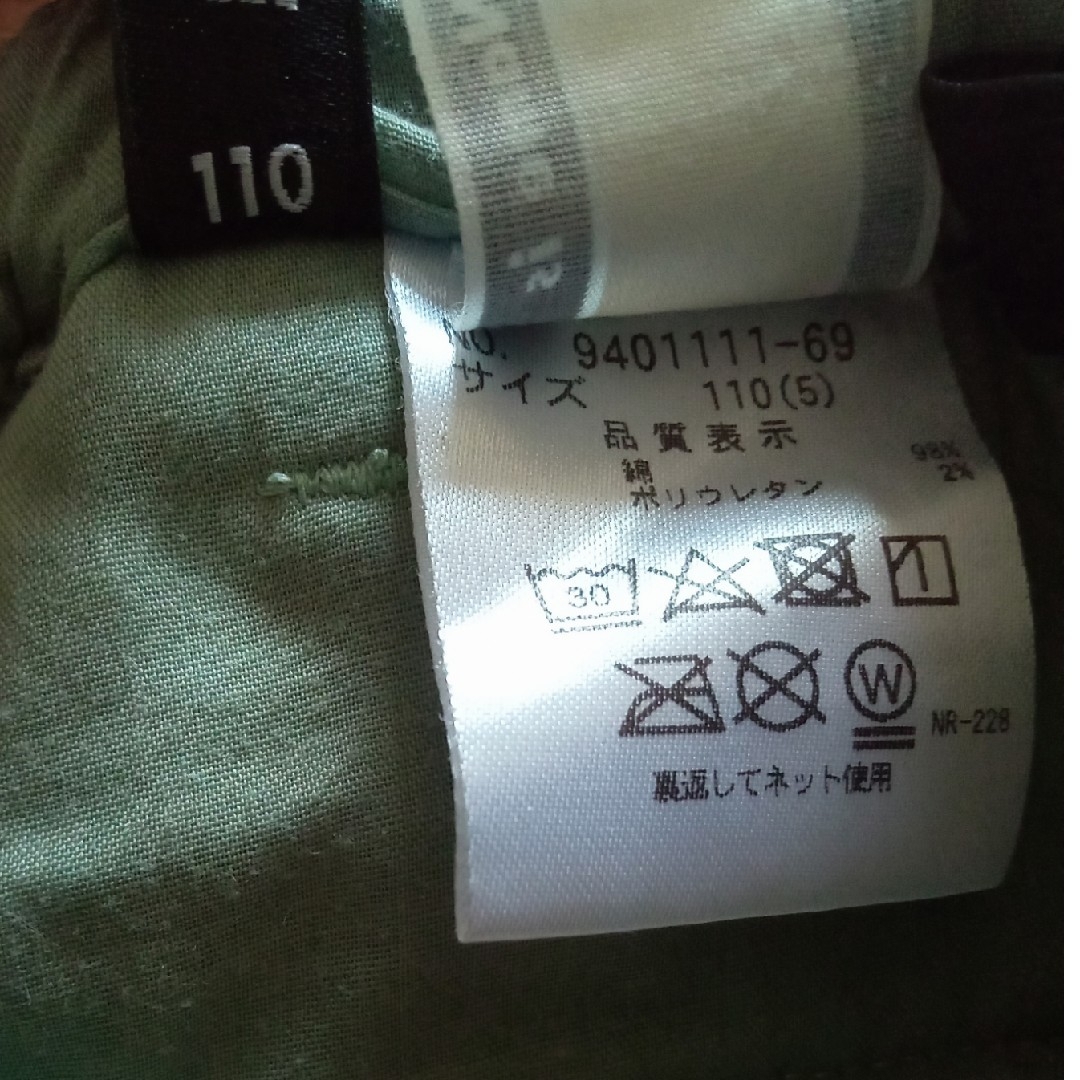 110
NO. 9401111-69
サイズ 110(5)
品質表示
綿 98%
ポリウレタン 2%
30
W
NR-228
裏返してネット使用